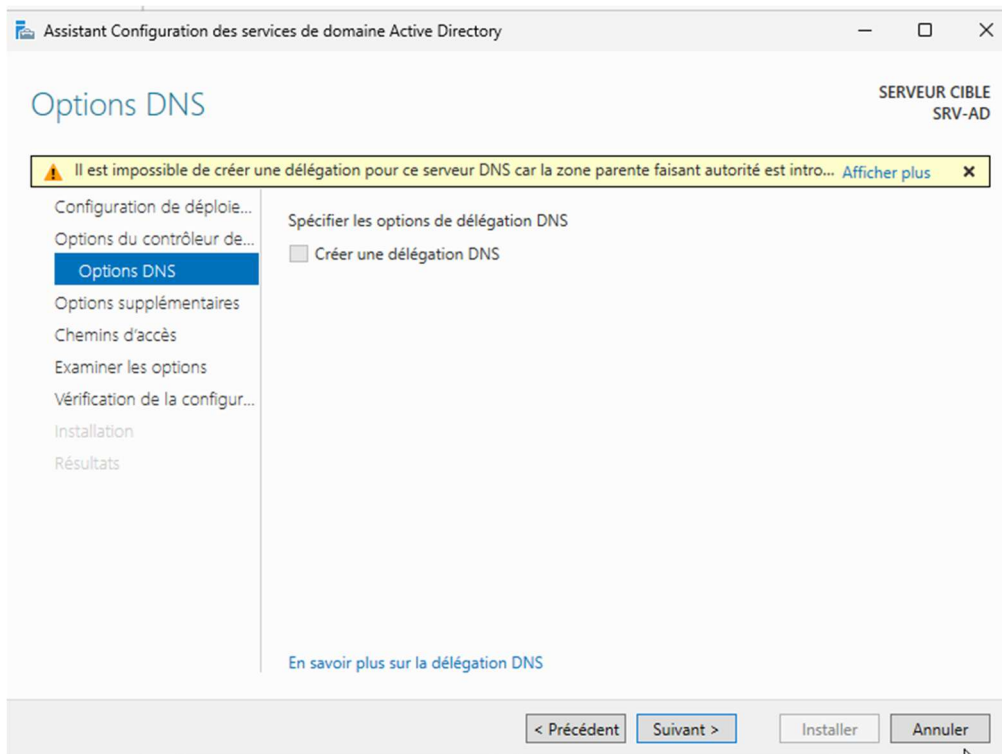 Assistant Configuration des services de domaine Active Directory
Options DNS
SERVEUR CIBLE
SRV-AD
Il est impossible de créer une délégation pour ce serveur DNS car la zone parente faisant autorité est intro... Afficher plus
Configuration de déploie...
Options du contrôleur de...
Options DNS
Options supplémentaires
Chemins d'accès
Examiner les options
Vérification de la configur...
Installation
Résultats
Spécifier les options de délégation DNS
Créer une délégation DNS
En savoir plus sur la délégation DNS
< Précédent Suivant > Installer Annuler